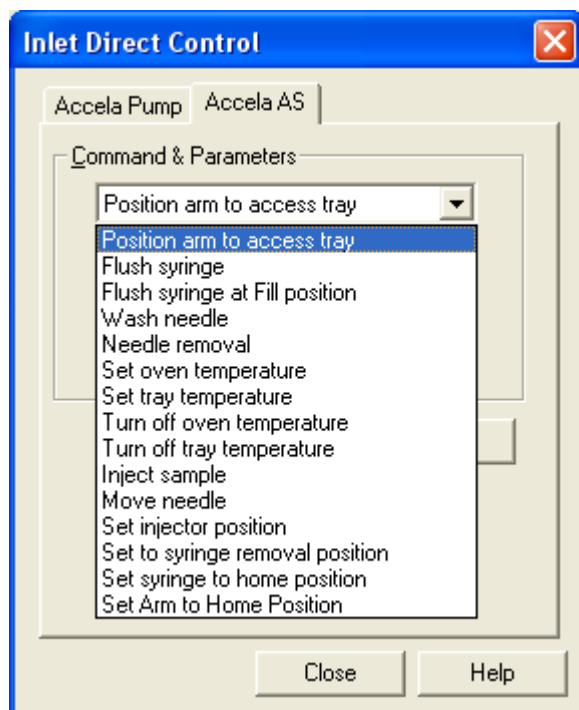 Inlet Direct Control
Accela Pump
Accela AS
Command & Parameters
Position arm to access tray
Position arm to access tray
Flush syringe
Flush syringe at Fill position
Wash needle
Needle removal
Set oven temperature
Set tray temperature
Turn off oven temperature
Turn off tray temperature
Inject sample
Move needle
Set injector position
Set to syringe removal position
Set syringe to home position
Set Arm to Home Position
Close
Help